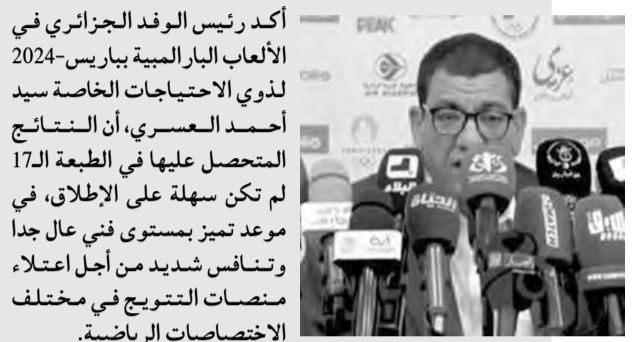 أكد رئيس الوفد الجزائري في
الألعاب البارالمبية بباريس-2024
لذوي الاحتياجات الخاصة سيد
أحمد العسري، أن النتائج
المتحصل عليها في الطبعة الـ17
لم تكن سهلة على الإطلاق، في
موعد تميز بمستوى فني عال جدا
وتنافس شديد من أجل اعتلاء
منصات التتويج في مختلف
الاختصاصات الرياضية.
PEAK